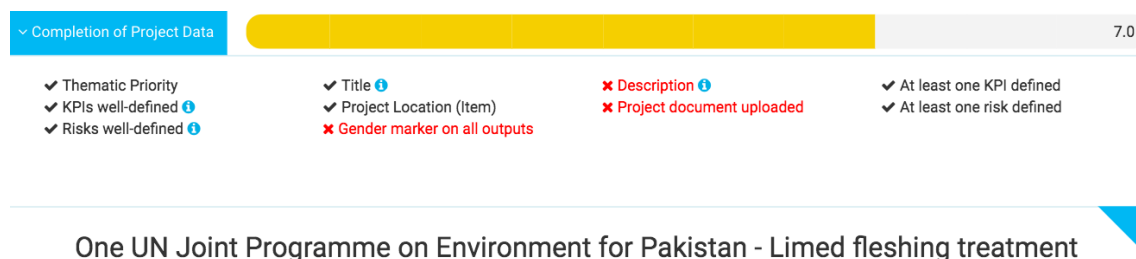 Completion of Project Data
7.0
✔ Thematic Priority
✔ KPIs well-defined
✔ Risks well-defined
✔ Title
✔ Project Location (Item)
✖ Gender marker on all outputs
✖ Description
✖ Project document uploaded
✔ At least one KPI defined
✔ At least one risk defined
One UN Joint Programme on Environment for Pakistan - Limed fleshing treatment